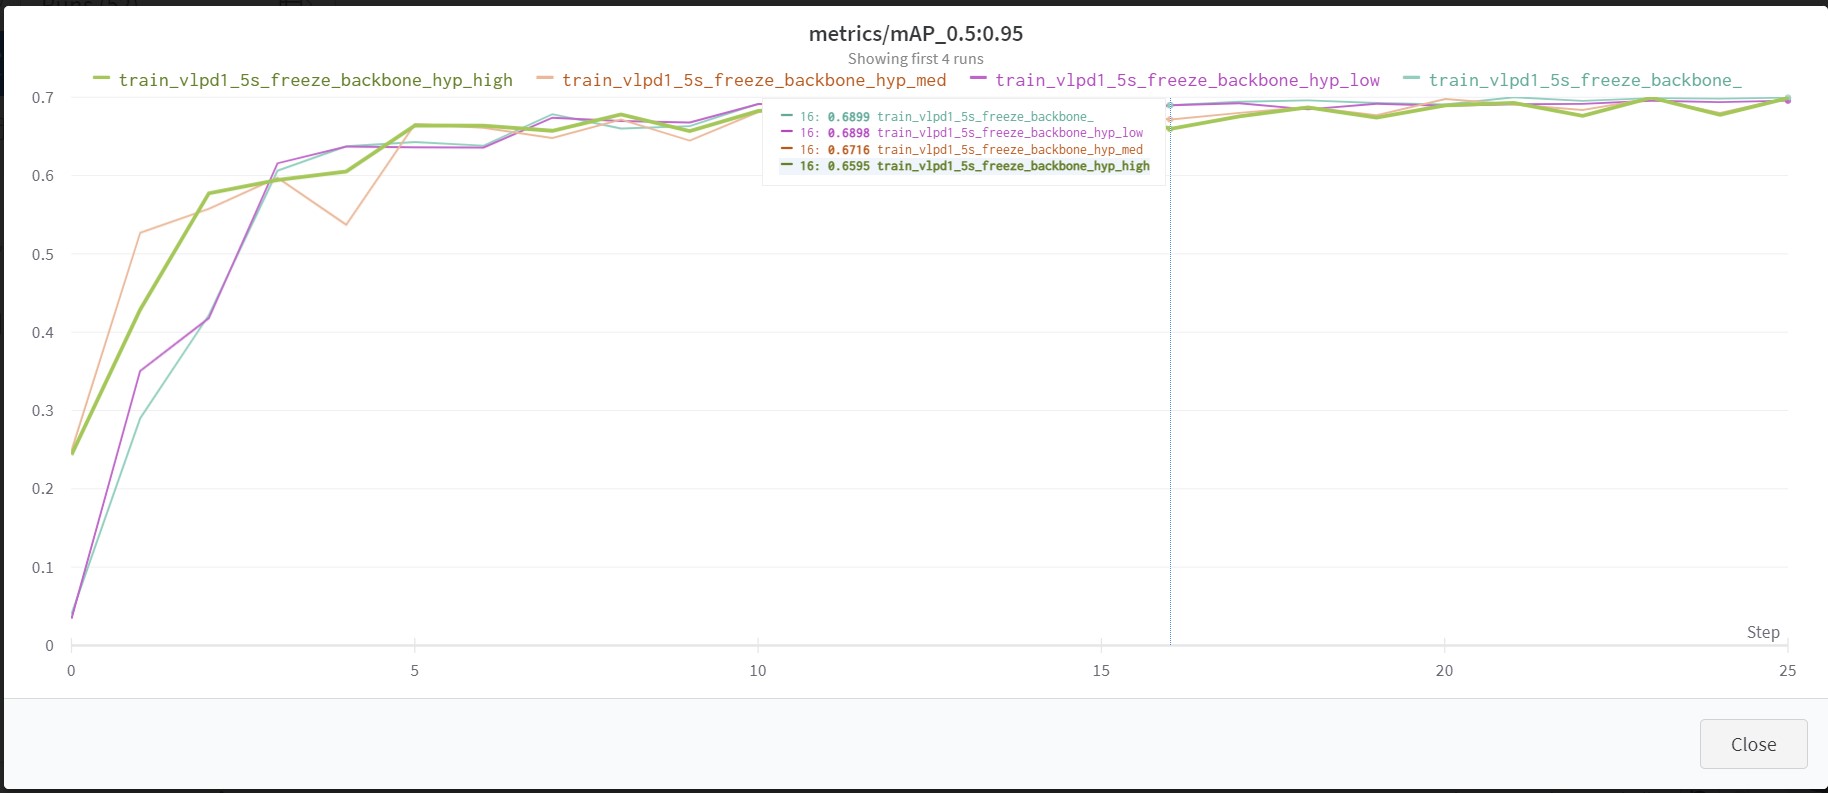 metrics/mAP_0.5:0.95
Showing first 4 runs
train_vlpd1_5s_freeze_backbone_hyp_high train_vlpd1_5s_freeze_backbone_hyp_med train_vlpd1_5s_freeze_backbone_hyp_low train_vlpd1_5s_freeze_backbone_
0.7
16: 0.6899 train_vlpd1_5s_freeze_backbone_
16: 0.6898 train_vlpd1_5s_freeze_backbone_hyp_low
16: 0.6716 train_vlpd1_5s_freeze_backbone_hyp_med
16: 0.6595 train_vlpd1_5s_freeze_backbone_hyp_high
0.6
0.5
0.4
0.3
0.2
0.1
0
Step
0 5 10 15 20 25
Close